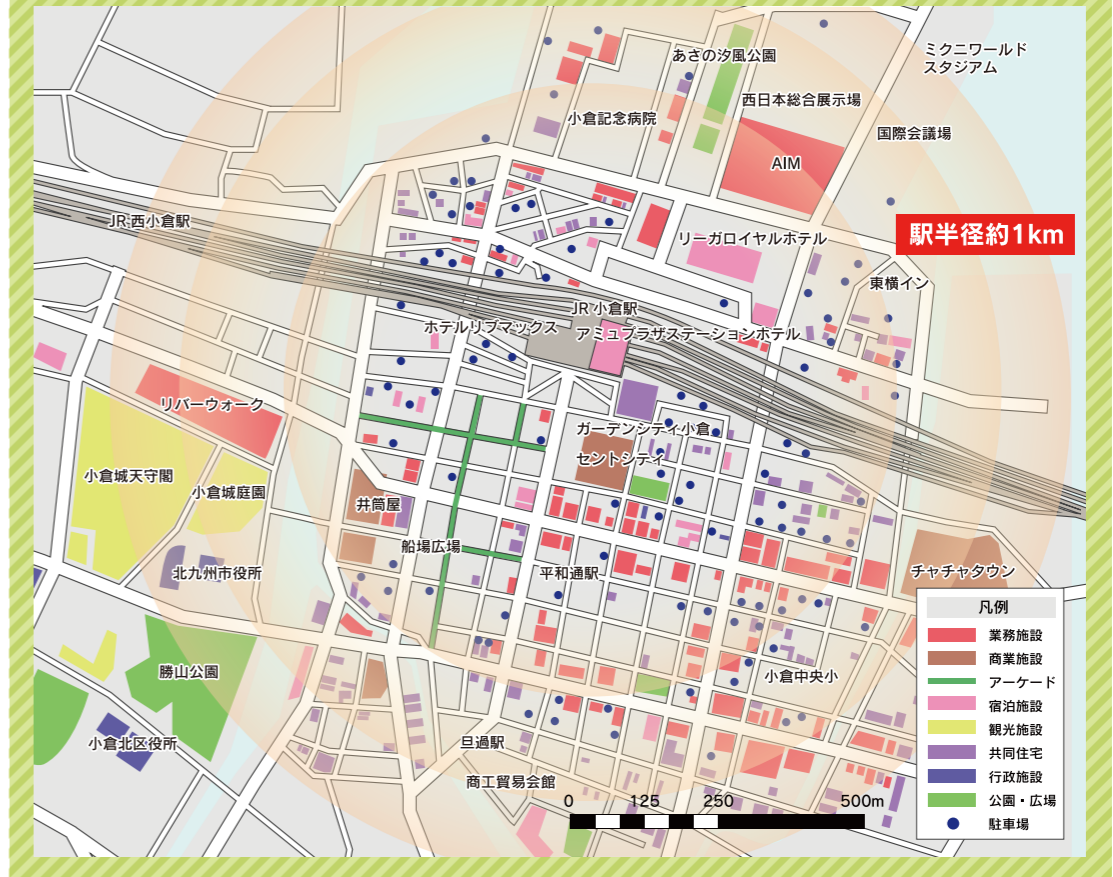 あさの汐風公園
ミクニワールド
スタジアム
西日本総合展示場
小倉記念病院
国際会議場
AIM
JR 西小倉駅
リーガロイヤルホテル
駅半径約1km
東横イン
JR 小倉駅
ホテルリブマックス
アミュプラザステーションホテル
リバーウォーク
ガーデンシティ小倉
セントシティ
小倉城天守閣
小倉城庭園
井筒屋
船場広場
北九州市役所
平和通駅
チャチャタウン
勝山公園
小倉中央小
小倉北区役所
旦過駅
商工貿易会館
0 125 250 500m
凡例
業務施設
商業施設
アーケード
宿泊施設
観光施設
共同住宅
行政施設
公園・広場
駐車場